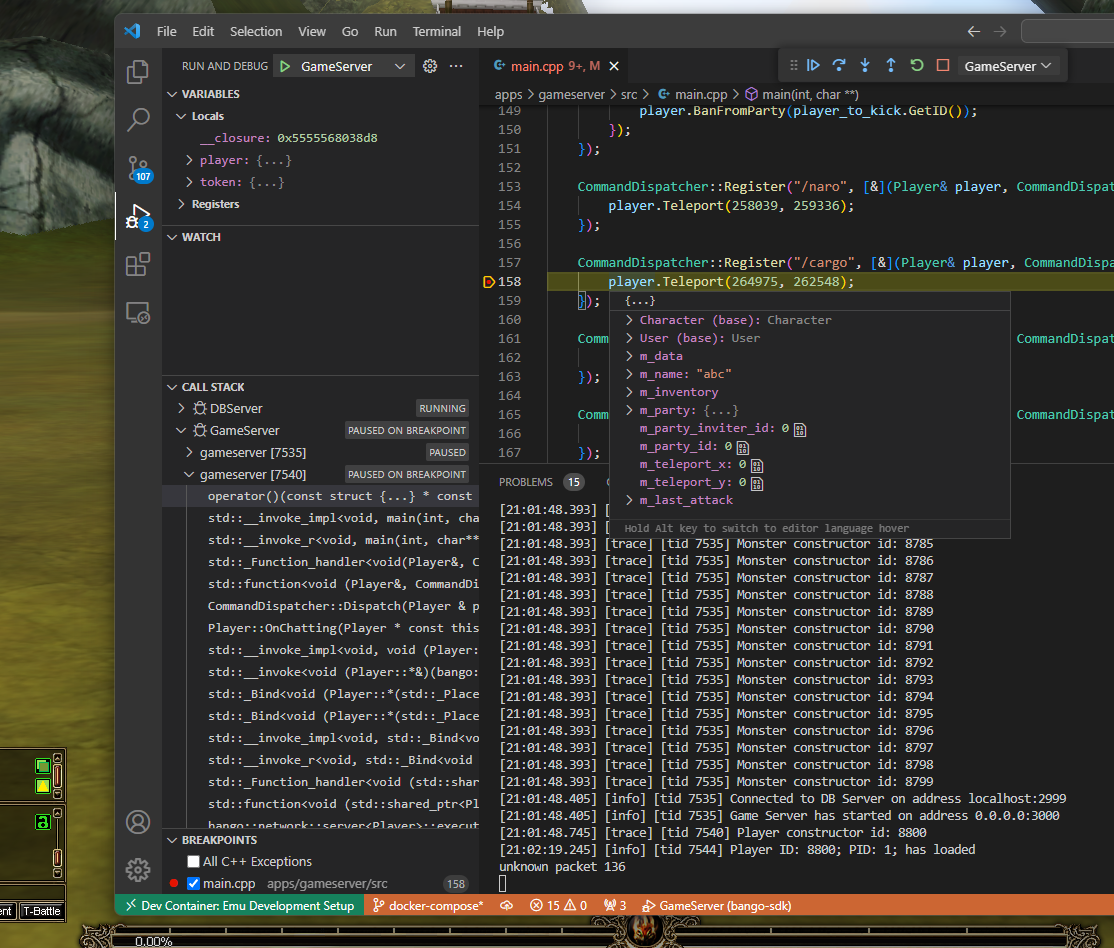 File Edit Selection View Go Run Terminal Help
RUN AND DEBUG GameServer
main.cpp 9+, M
GameServer
apps > gameserver > src > main.cpp > main(int, char **)
VARIABLES
Locals
__closure: 0x5555568038d8
player: {...}
token: {...}
Registers
WATCH
CALL STACK
DBServer RUNNING
GameServer PAUSED ON BREAKPOINT
gameserver [7535] PAUSED
gameserver [7540] PAUSED ON BREAKPOINT
operator()(const struct {...} * const
std::__invoke_impl<void, main(int, cha
std::__invoke_r<void, main(int, char**
std::_Function_handler<void(Player&, C
std::function<void (Player&, CommandDi
CommandDispatcher::Dispatch(Player & p
Player::OnChatting(Player * const this
std::__invoke_impl<void, void (Player:
std::__invoke<void (Player::*&)(bango:
std::_Bind<void (Player::*(std::_Place
std::_Bind<void (Player::*(std::_Place
std::__invoke_impl<void, std::_Bind<vo
std::__invoke_r<void, std::_Bind<void
std::_Function_handler<void (std::shar
std::function<void (std::shared_ptr<Pl
bango::network::server<Player>::execut
BREAKPOINTS
All C++ Exceptions
main.cpp apps/gameserver/src 158
107
2
149 player.BanFromParty(player_to_kick.GetID());
150 });
151 });
152
153 CommandDispatcher::Register("/naro", [&](Player& player, CommandDispat
154 player.Teleport(258039, 259336);
155 });
156
157 CommandDispatcher::Register("/cargo", [&](Player& player, CommandDispa
158 player.Teleport(264975, 262548);
159 });
160
161 Comm CommandDispat
162
163 });
164
165 Comm CommandDispat
166
167 });
{...}
Character (base): Character
User (base): User
m_data
m_name: "abc"
m_inventory
m_party: {...}
m_party_inviter_id: 0
m_party_id: 0
m_teleport_x: 0
m_teleport_y: 0
m_last_attack
Hold Alt key to switch to editor language hover
PROBLEMS 15
[21:01:48.393] [
[21:01:48.393] [
[21:01:48.393] [trace] [tid 7535] Monster constructor id: 8785
[21:01:48.393] [trace] [tid 7535] Monster constructor id: 8786
[21:01:48.393] [trace] [tid 7535] Monster constructor id: 8787
[21:01:48.393] [trace] [tid 7535] Monster constructor id: 8788
[21:01:48.393] [trace] [tid 7535] Monster constructor id: 8789
[21:01:48.393] [trace] [tid 7535] Monster constructor id: 8790
[21:01:48.393] [trace] [tid 7535] Monster constructor id: 8791
[21:01:48.393] [trace] [tid 7535] Monster constructor id: 8792
[21:01:48.393] [trace] [tid 7535] Monster constructor id: 8793
[21:01:48.393] [trace] [tid 7535] Monster constructor id: 8794
[21:01:48.393] [trace] [tid 7535] Monster constructor id: 8795
[21:01:48.393] [trace] [tid 7535] Monster constructor id: 8796
[21:01:48.393] [trace] [tid 7535] Monster constructor id: 8797
[21:01:48.393] [trace] [tid 7535] Monster constructor id: 8798
[21:01:48.393] [trace] [tid 7535] Monster constructor id: 8799
[21:01:48.405] [info] [tid 7535] Connected to DB Server on address localhost:2999
[21:01:48.405] [info] [tid 7535] Game Server has started on address 0.0.0.0:3000
[21:01:48.745] [trace] [tid 7540] Player constructor id: 8800
[21:02:19.245] [info] [tid 7544] Player ID: 8800; PID: 1; has loaded
unknown packet 136
Dev Container: Emu Development Setup docker-compose* 15 0 3 GameServer (bango-sdk)
a
ent T-Battle
0.00%